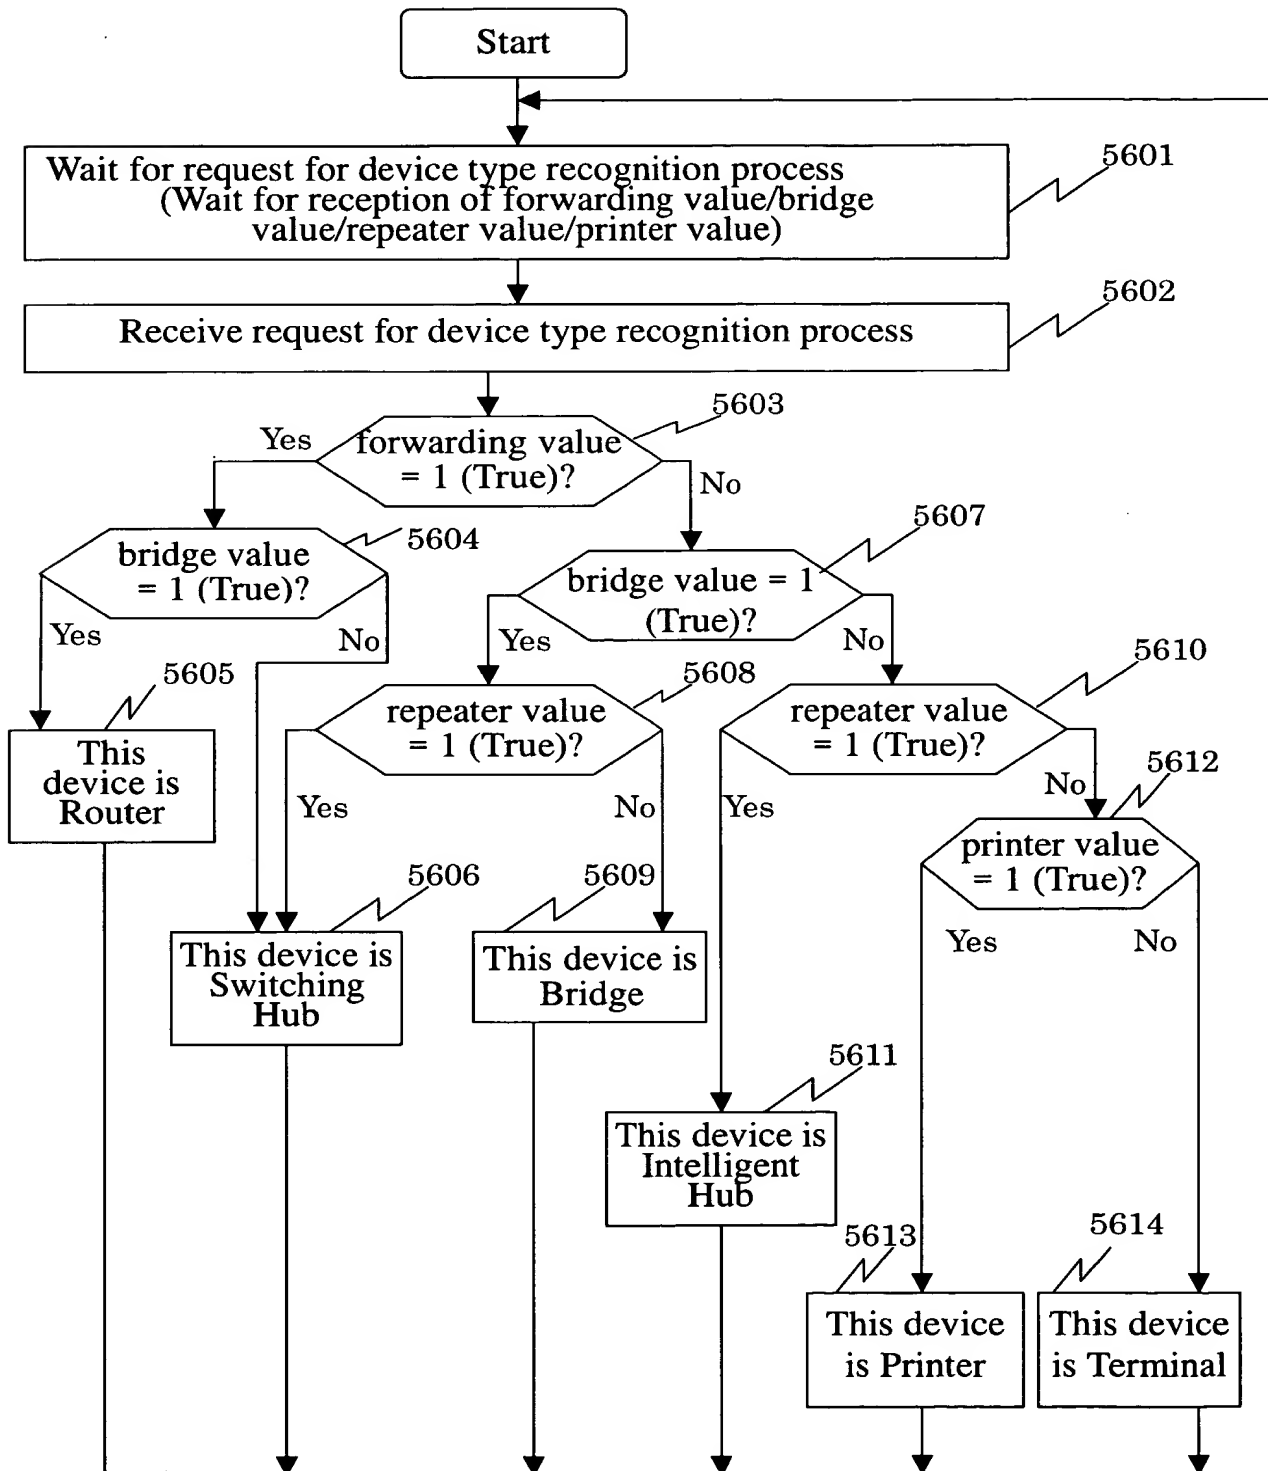 Start
5601
Wait for request for device type recognition process
(Wait for reception of forwarding value/bridge
value/repeater value/printer value)
5602
Receive request for device type recognition process
5603
Yes
forwarding value
= 1 (True)?
No
5604
bridge value
= 1 (True)?
Yes
No
5607
bridge value = 1
(True)?
Yes
No
5605
This
device is
Router
5608
repeater value
= 1 (True)?
Yes
No
5610
repeater value
= 1 (True)?
Yes
No
5612
printer value
= 1 (True)?
Yes
No
5606
This device is
Switching
Hub
5609
This device is
Bridge
5611
This device is
Intelligent
Hub
5613
This device
is Printer
5614
This device
is Terminal